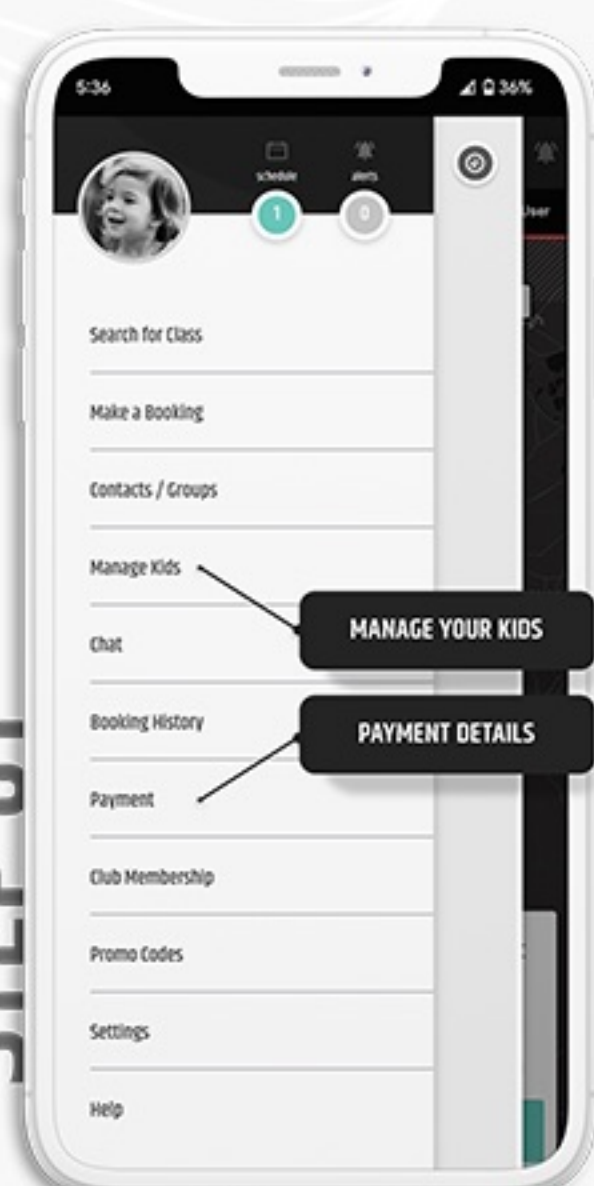 5:36
36%
schedule
alerts
1
0
User
Search for Class
Make a Booking
Contacts / Groups
Manage Kids
MANAGE YOUR KIDS
Chat
Booking History
PAYMENT DETAILS
Payment
Club Membership
Promo Codes
Settings
Help